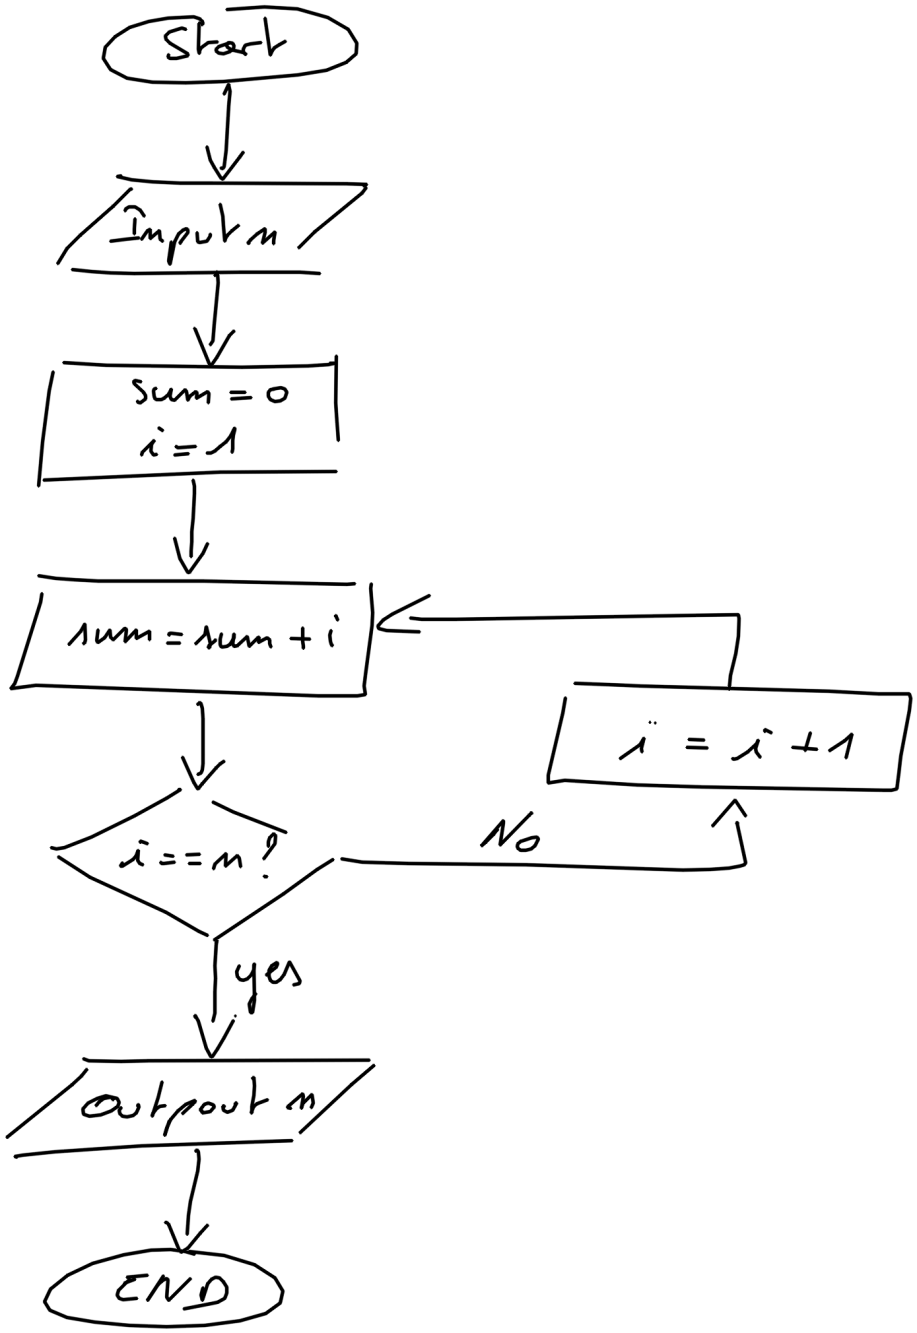 Start
Input n
sum = 0
i = 1
sum = sum + i
i = i + 1
No
i == n ?
yes
Outpout n
END